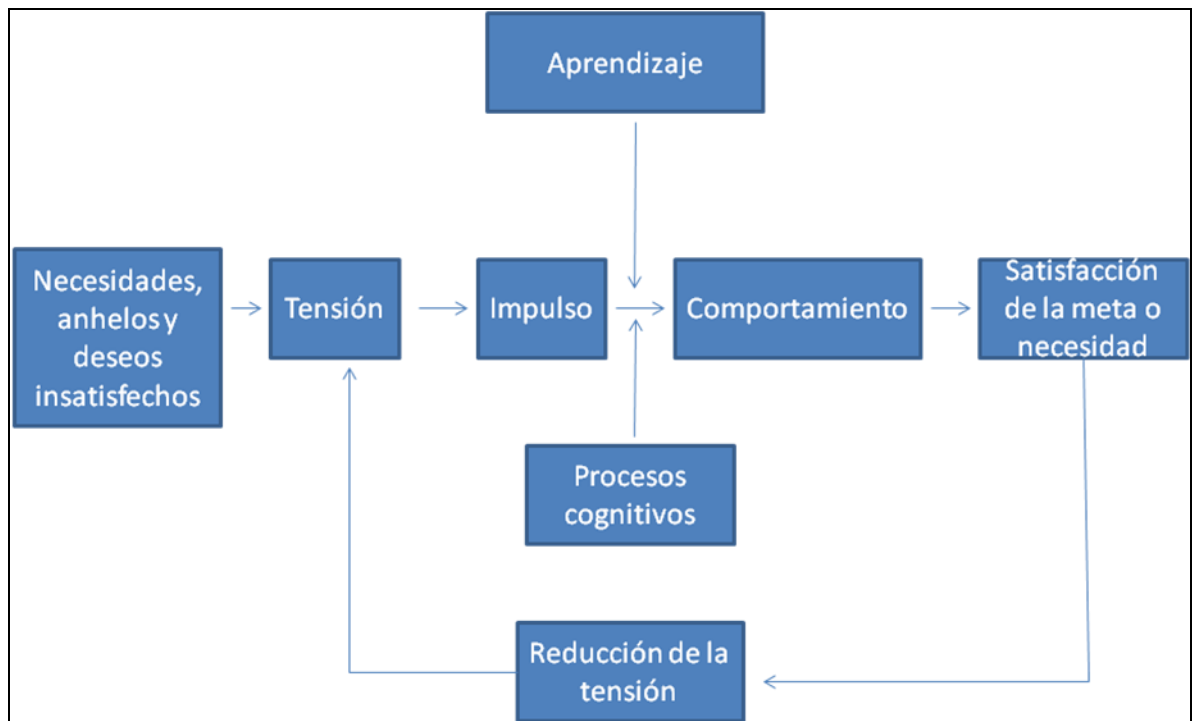 Aprendizaje
Necesidades,
anhelos y
deseos
insatisfechos
Tensión
Impulso
Comportamiento
Satisfacción
de la meta o
necesidad
Procesos
cognitivos
Reducción de la
tensión